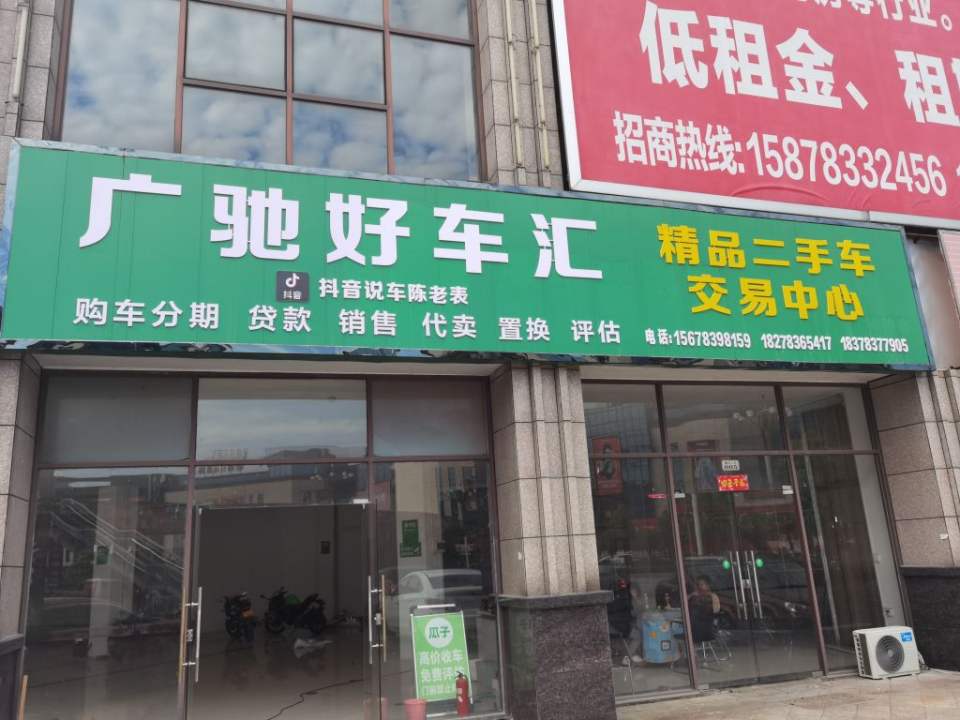 低租金、租
招商热线:15878332456
广驰好车汇
精品二手车
交易中心
抖音
抖音说车陈老表
购车分期 贷款 销售 代卖 置换 评估
电话:15678398159 18278365417 18378377905
瓜子
高价收车
免费评估